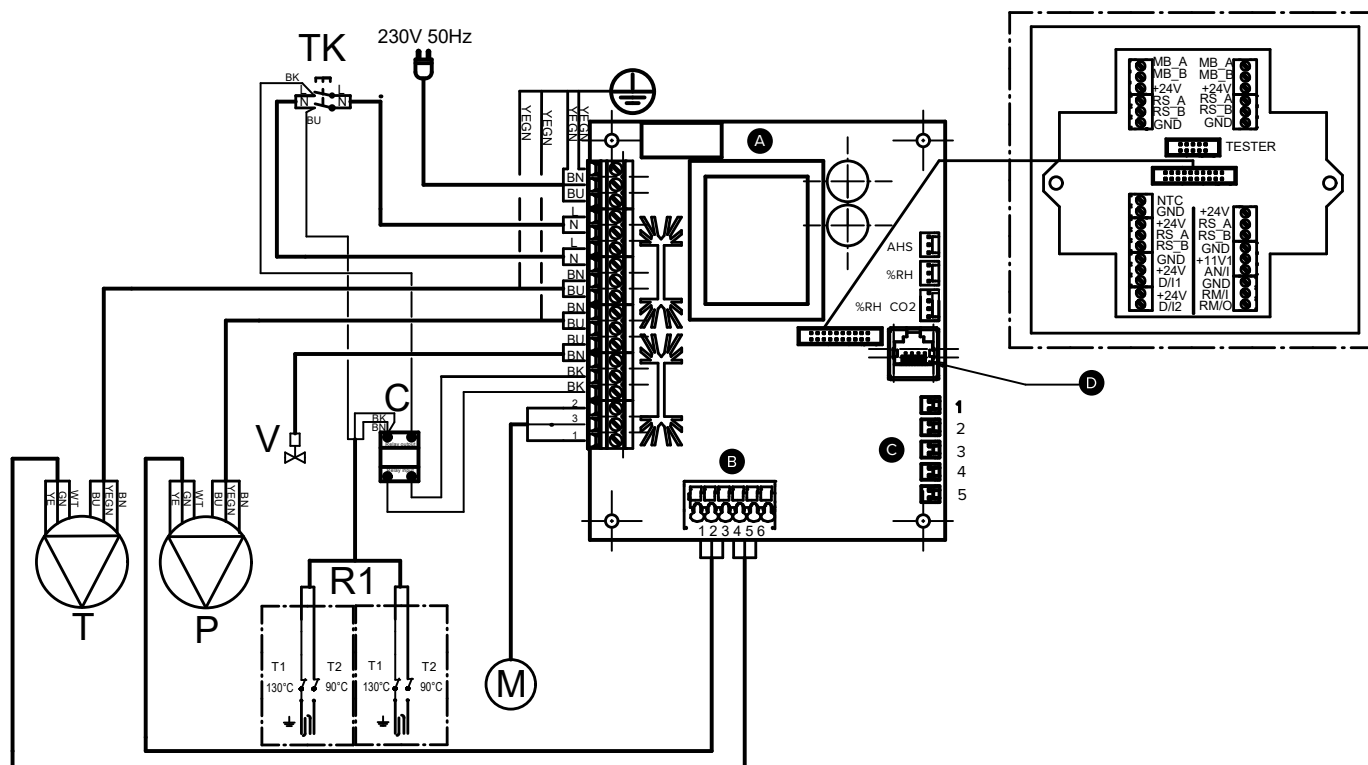 TK
230V 50Hz
BK
L
L
N
N
BU
YEGN
YEGN
YEGN
YEGN
BN
BU
L
N
L
N
BN
BU
BN
BU
BU
BN
BK
BK
2
3
1
A
AHS
%RH
%RH CO2
D
C
1
2
3
4
5
B
1 2 3 4 5 6
MB_A
MB_B
+24V
RS_A
RS_B
GND
MB_A
MB_B
+24V
RS_A
RS_B
GND
TESTER
NTC
GND
+24V
RS_A
RS_B
GND
+24V
D/I1
+24V
D/I2
+24V
RS_A
RS_B
GND
+11V1
AN/I
GND
RM/I
RM/O
C
BK
BN
V
YE
GN
WT
BU
YEGN
BN
T
YE
GN
WT
BU
YEGN
BN
P
R1
T1
130°C
T2
90°C
T1
130°C
T2
90°C
M